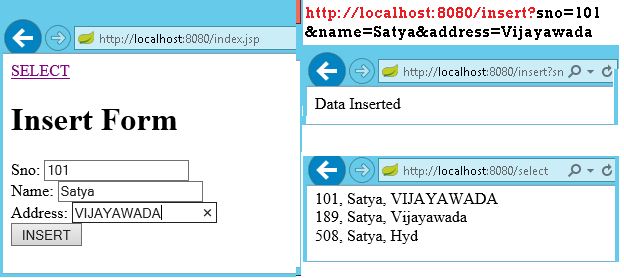 http://localhost:8080/index.jsp
SELECT
Insert Form
Sno: 101
Name: Satya
Address: VIJAYAWADA ×
INSERT
http://localhost:8080/insert?sno=101
&name=Satya&address=Vijayawada
http://localhost:8080/insert?sn
Data Inserted
http://localhost:8080/select
101, Satya, VIJAYAWADA
189, Satya, Vijayawada
508, Satya, Hyd